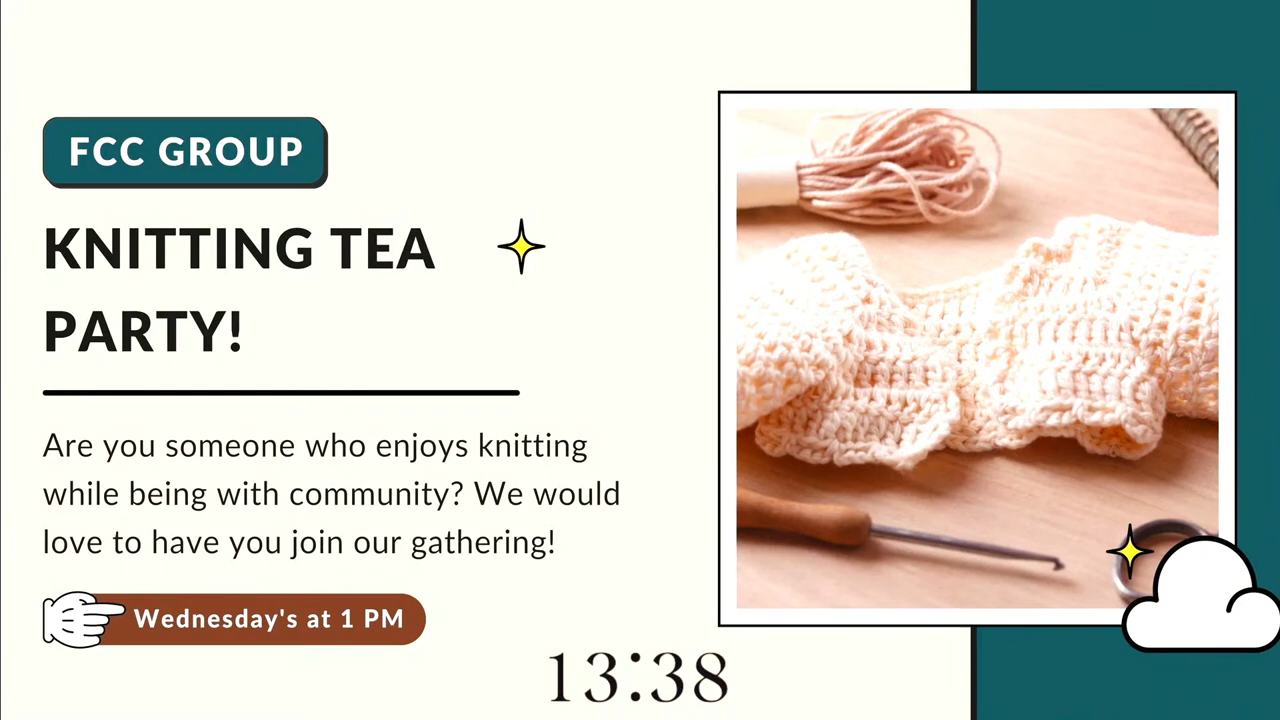 FCC GROUP
KNITTING TEA
PARTY!
Are you someone who enjoys knitting
while being with community? We would
love to have you join our gathering!
Wednesday's at 1 PM
13:38